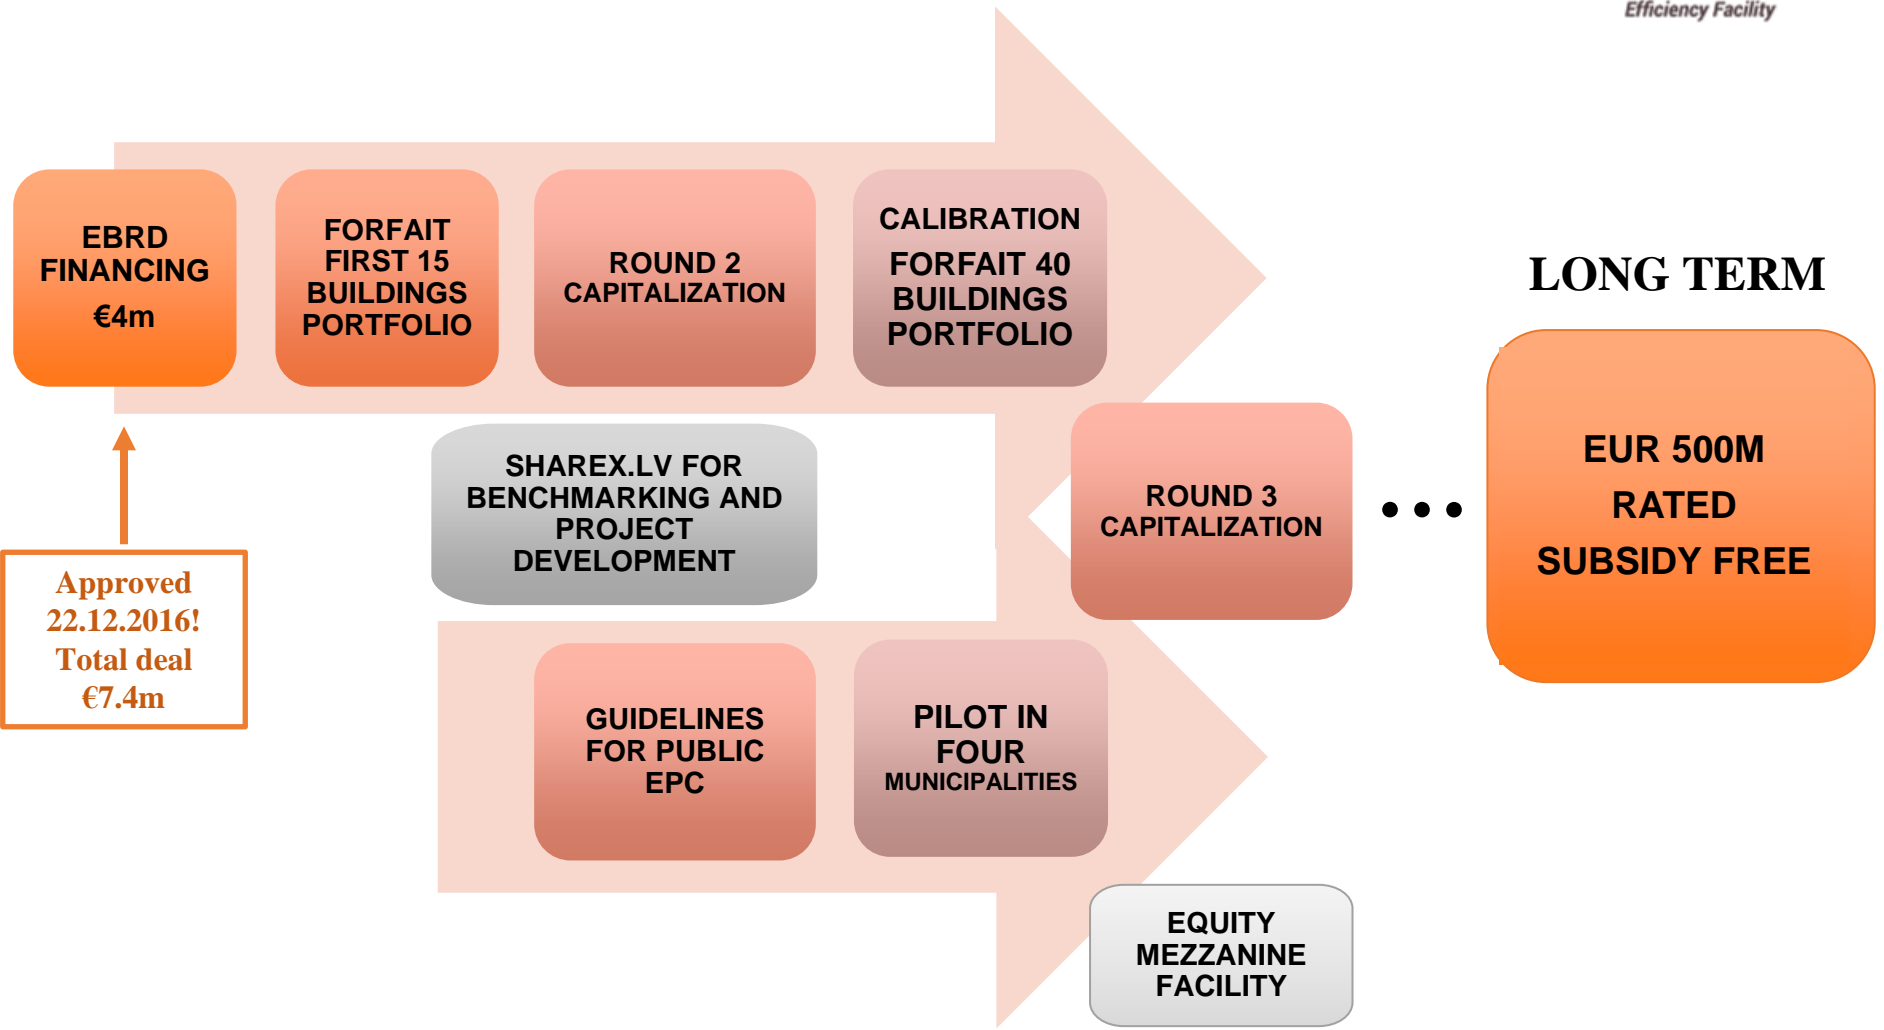 Efficiency Facility
EBRD
FINANCING
€4m
FORFAIT
FIRST 15
BUILDINGS
PORTFOLIO
ROUND 2
CAPITALIZATION
CALIBRATION
FORFAIT 40
BUILDINGS
PORTFOLIO
LONG TERM
SHAREX.LV FOR
BENCHMARKING AND
PROJECT
DEVELOPMENT
ROUND 3
CAPITALIZATION
EUR 500M
RATED
SUBSIDY FREE
Approved
22.12.2016!
Total deal
€7.4m
GUIDELINES
FOR PUBLIC
EPC
PILOT IN
FOUR
MUNICIPALITIES
EQUITY
MEZZANINE
FACILITY